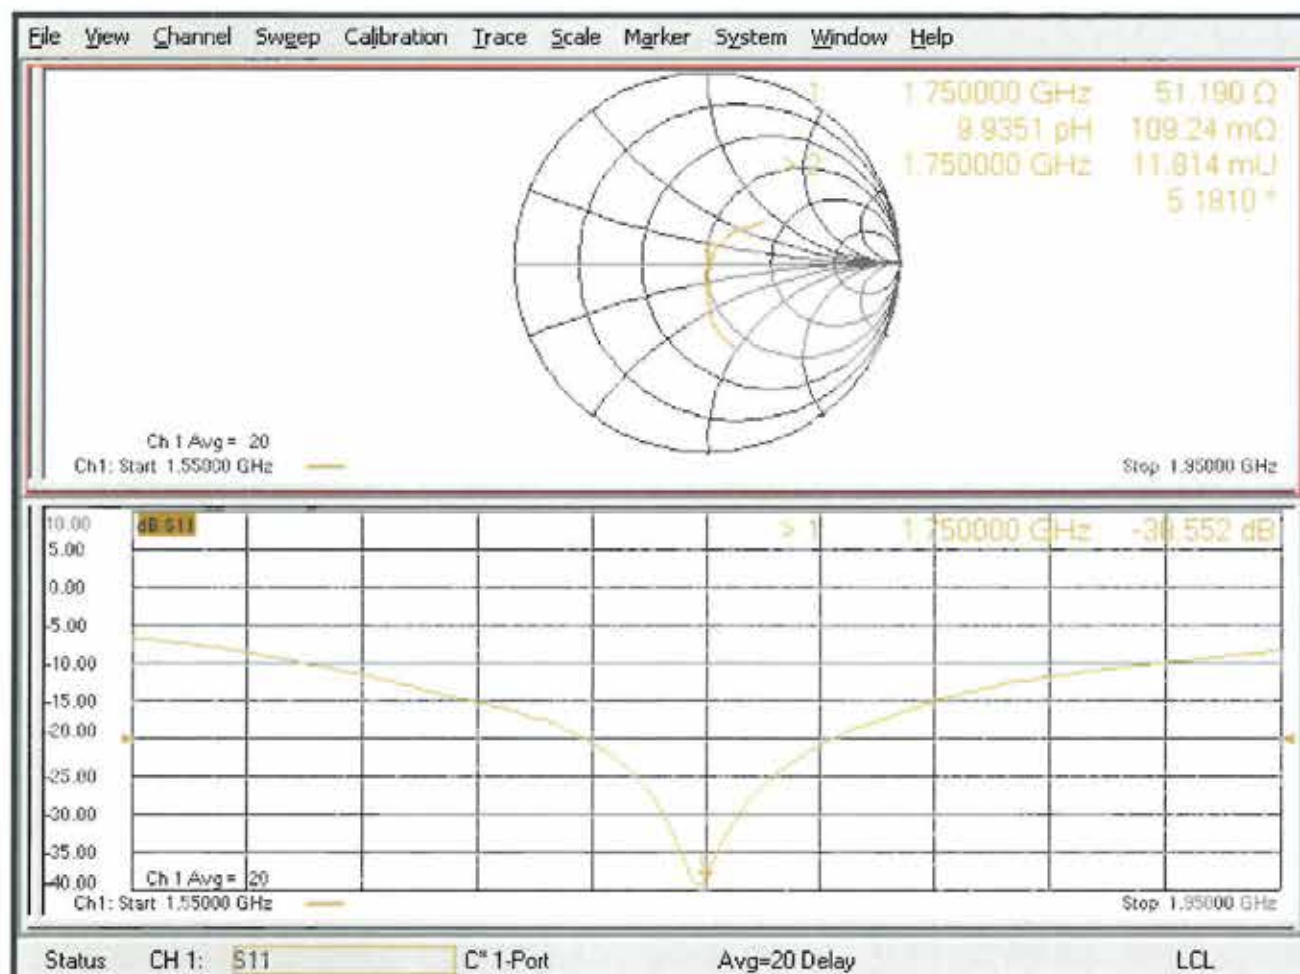 File View Channel Sweep Calibration Trace Scale Marker System Window Help
1 1.750000 GHz 51.190 Ω
9.9351 pH 109.24 mΩ
> 2 1.750000 GHz 11.814 mU
5.1810 °
Ch 1 Avg = 20
Ch1: Start 1.55000 GHz
Stop 1.95000 GHz
10.00 dB S11
> 1 1.750000 GHz -38.552 dB
5.00
0.00
-5.00
-10.00
-15.00
-20.00
-25.00
-30.00
-35.00
-40.00
Ch 1 Avg = 20
Ch1: Start 1.55000 GHz
Stop 1.95000 GHz
Status CH 1: S11 C* 1-Port Avg=20 Delay LCL